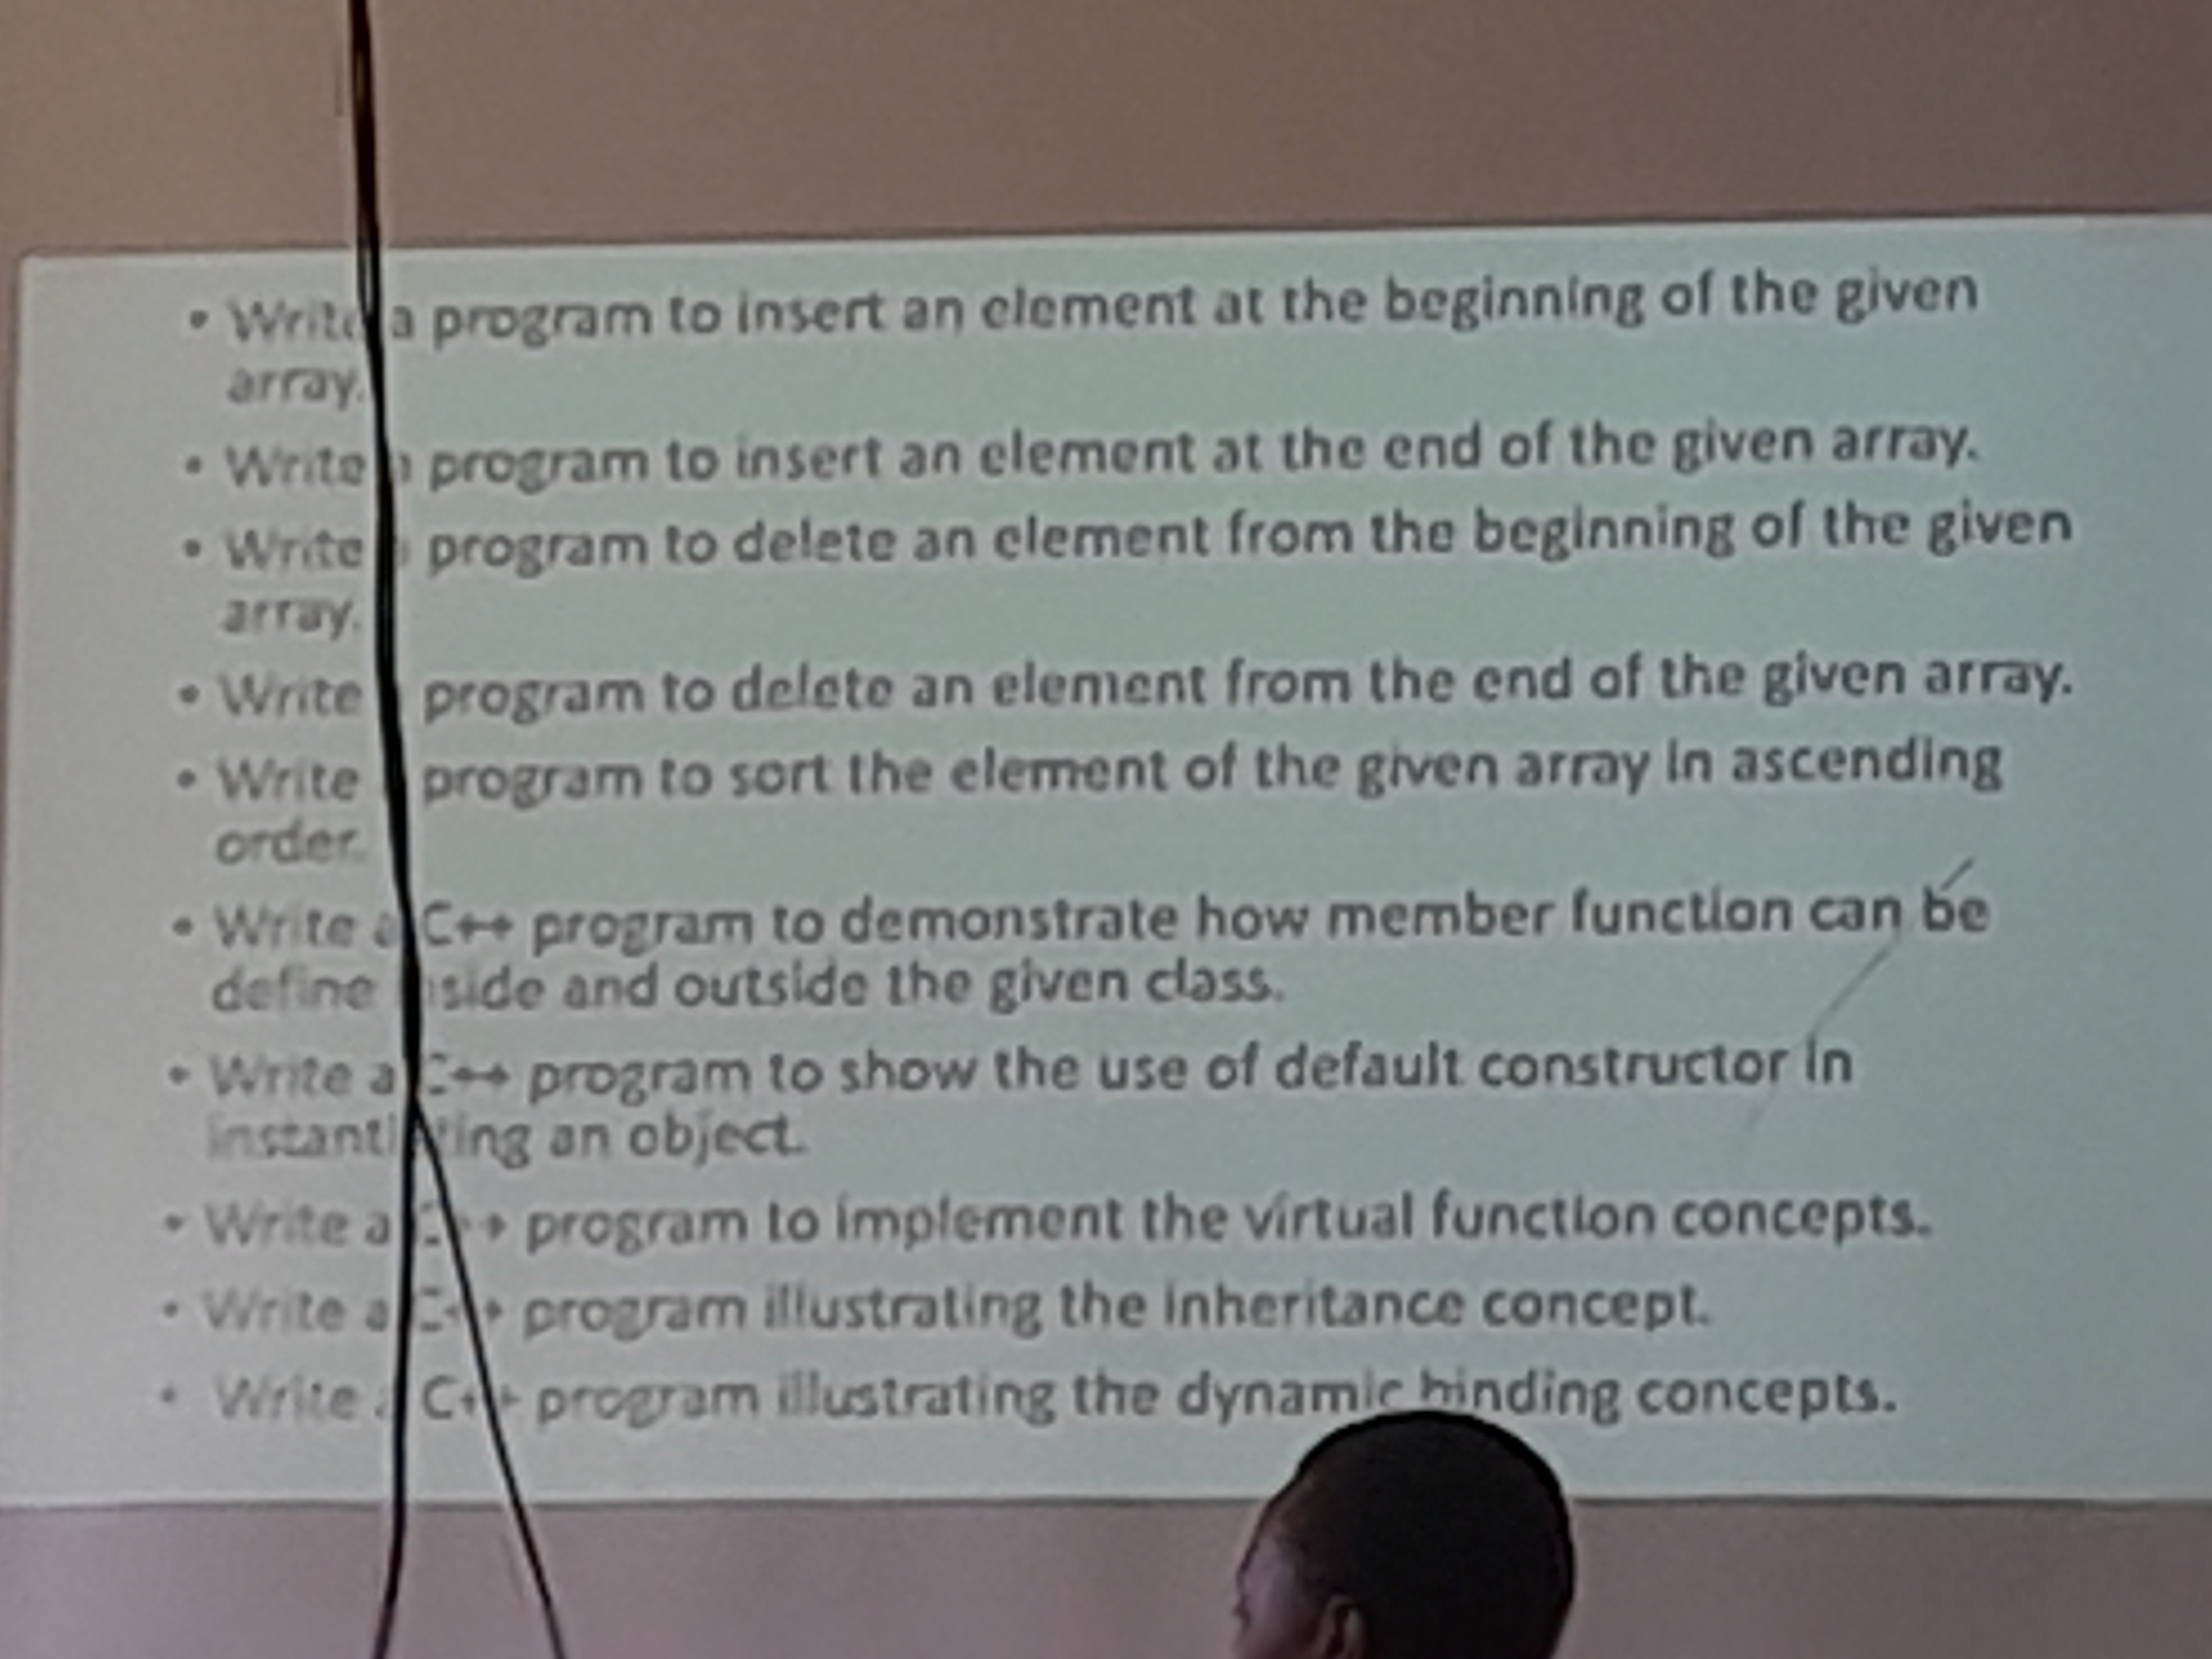 • Write a program to insert an element at the beginning of the given
array.
• Write a program to insert an element at the end of the given array.
• Write program to delete an element from the beginning of the given
array.
• Write program to delete an element from the end of the given array.
• Write program to sort the element of the given array in ascending
order.
• Write a C++ program to demonstrate how member function can be
define inside and outside the given class.
• Write a C++ program to show the use of default constructor in
instantiating an object.
• Write a C++ program to implement the virtual function concepts.
• Write a C++ program illustrating the inheritance concept.
• Write a C++ program illustrating the dynamic binding concepts.